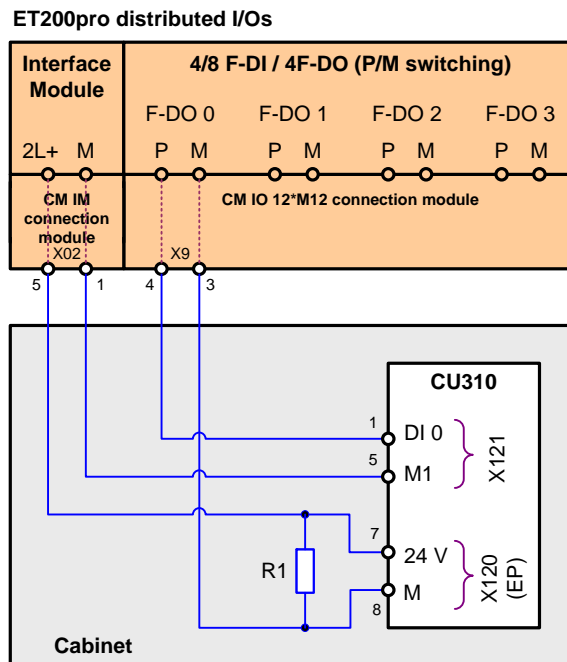 ET200pro distributed I/Os
Interface Module
4/8 F-DI / 4F-DO (P/M switching)
F-DO 0 F-DO 1 F-DO 2 F-DO 3
2L+ M P M P M P M P M
CM IM connection module
CM IO 12*M12 connection module
X02 X9
5 1 4 3
CU310
1 DI 0
5 M1
X121
7 24 V
8 M
X120 (EP)
R1
Cabinet